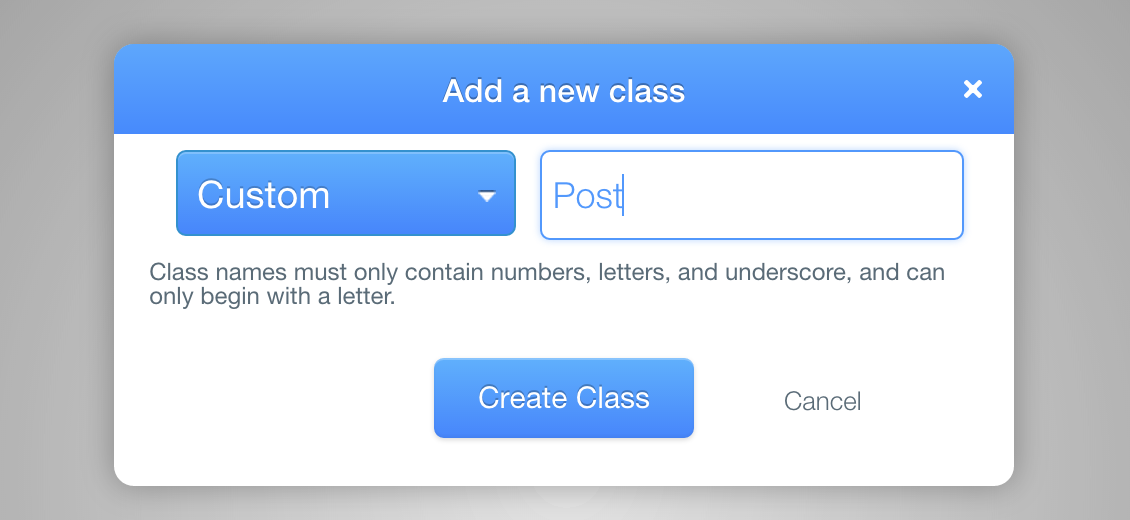 Add a new class
Custom
Post
Class names must only contain numbers, letters, and underscore, and can
only begin with a letter.
Create Class
Cancel